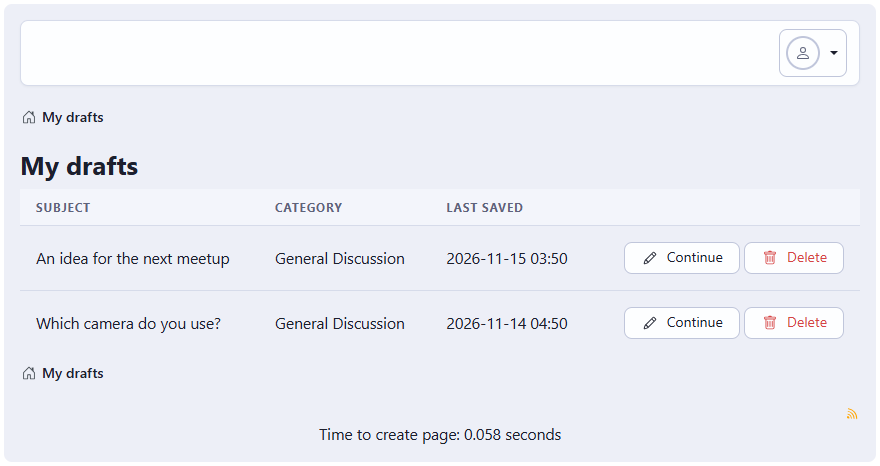 My drafts
My drafts
SUBJECT CATEGORY LAST SAVED
An idea for the next meetup General Discussion 2026-11-15 03:50 Continue Delete
Which camera do you use? General Discussion 2026-11-14 04:50 Continue Delete
My drafts
Time to create page: 0.058 seconds